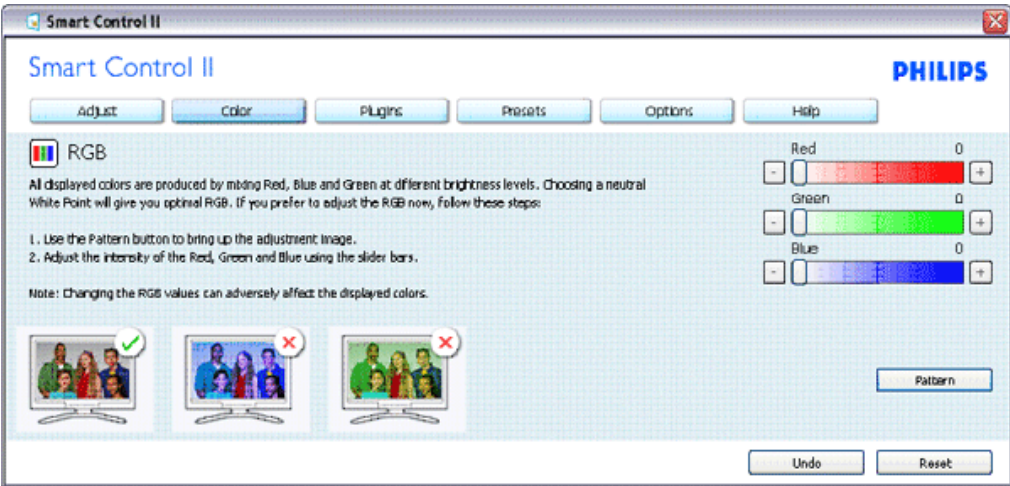 Smart Control II
Smart Control II
PHILIPS
Adjust Color Plugins Presets Options Help
RGB
All displayed colors are produced by mixing Red, Blue and Green at different brightness levels. Choosing a neutral
White Point will give you optimal RGB. If you prefer to adjust the RGB now, follow these steps:
1. Use the Pattern button to bring up the adjustment image.
2. Adjust the intensity of the Red, Green and Blue using the slider bars.
Note: Changing the RGB values can adversely affect the displayed colors.
Red 0
- +
Green 0
- +
Blue 0
- +
Pattern
Undo Reset